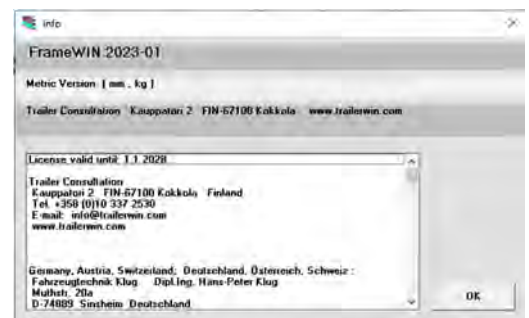 Info
FrameWIN 2023-01
Metric Version [ mm , kg ]
Trailer Consultation Kauppatori 2 FIN-67100 Kokkola www.trailerwin.com
License valid until: 1.1.2028
Trailer Consultation
Kauppatori 2 FIN-67100 Kokkola Finland
Tel. +358 (0)10 337 2530
E-mail: info@trailerwin.com
www.trailerwin.com
Germany, Austria, Switzerland; Deutschland, Österreich, Schweiz :
Fahrzeugtechnik Klug Dipl.Ing. Hans-Peter Klug
Muthstr. 20a
D-74889 Sinsheim Deutschland
OK